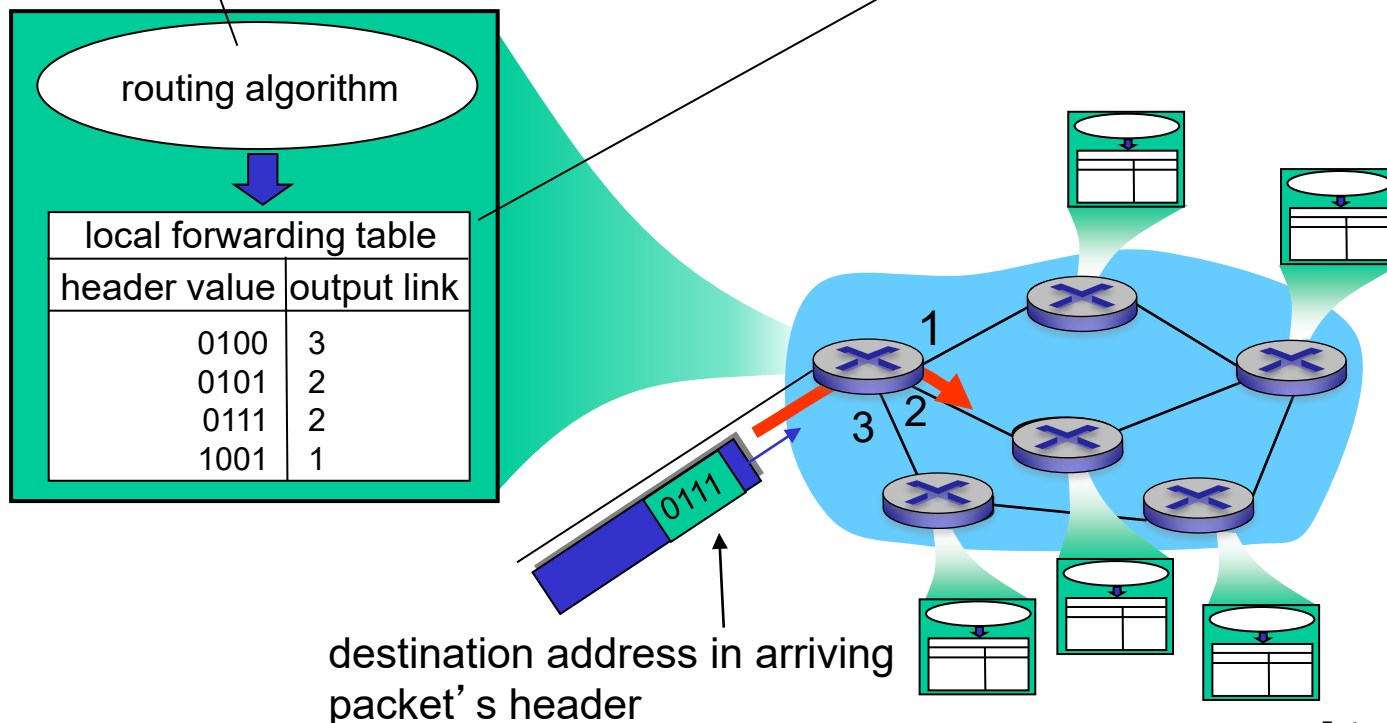 routing algorithm
local forwarding table
header value output link
0100 3
0101 2
0111 2
1001 1
1
2
3
0111
destination address in arriving
packet’ s header